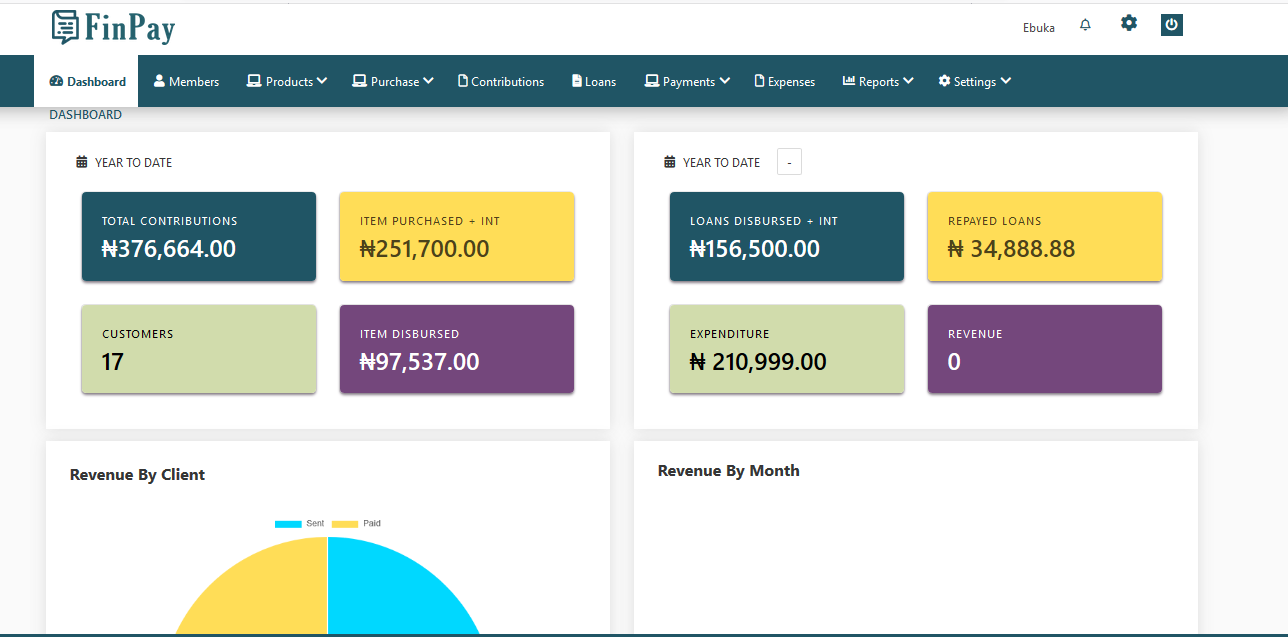 FinPay
Ebuka
Dashboard Members Products Purchase Contributions Loans Payments Expenses Reports Settings
DASHBOARD
YEAR TO DATE
TOTAL CONTRIBUTIONS
₦376,664.00
ITEM PURCHASED + INT
₦251,700.00
CUSTOMERS
17
ITEM DISBURSED
₦97,537.00
YEAR TO DATE -
LOANS DISBURSED + INT
₦156,500.00
REPAYED LOANS
₦ 34,888.88
EXPENDITURE
₦ 210,999.00
REVENUE
0
Revenue By Client
Sent Paid
Revenue By Month